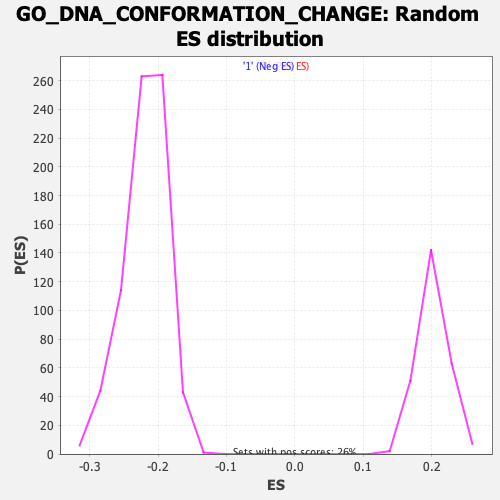 GO_DNA_CONFORMATION_CHANGE: Random
ES distribution
'1' (Neg ES) ES)
260
240
220
200
180
160
140
120
100
80
60
40
20
0
P(ES)
Sets with pos scores: 26%
-0.3 -0.2 -0.1 0.0 0.1 0.2
ES